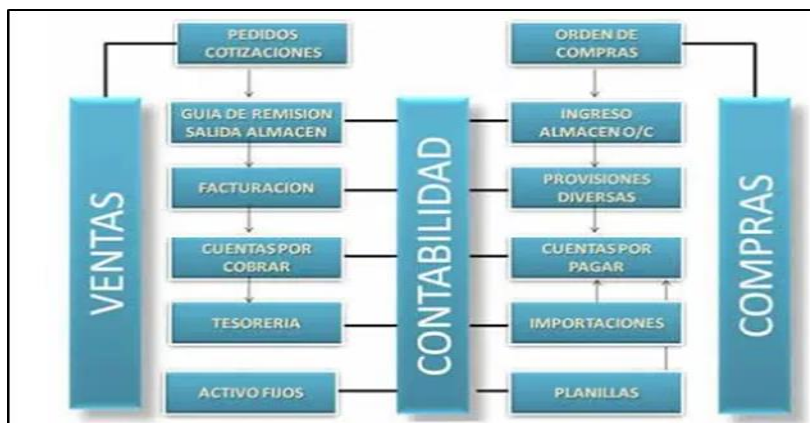 PEDIDOS
COTIZACIONES
ORDEN DE
COMPRAS
GUIA DE REMISION
SALIDA ALMACEN
INGRESO
ALMACEN O/C
FACTURACION
PROVISIONES
DIVERSAS
CUENTAS POR
COBRAR
CUENTAS POR
PAGAR
TESORERIA
IMPORTACIONES
ACTIVO FIJOS
PLANILLAS
VENTAS
CONTABILIDAD
COMPRAS